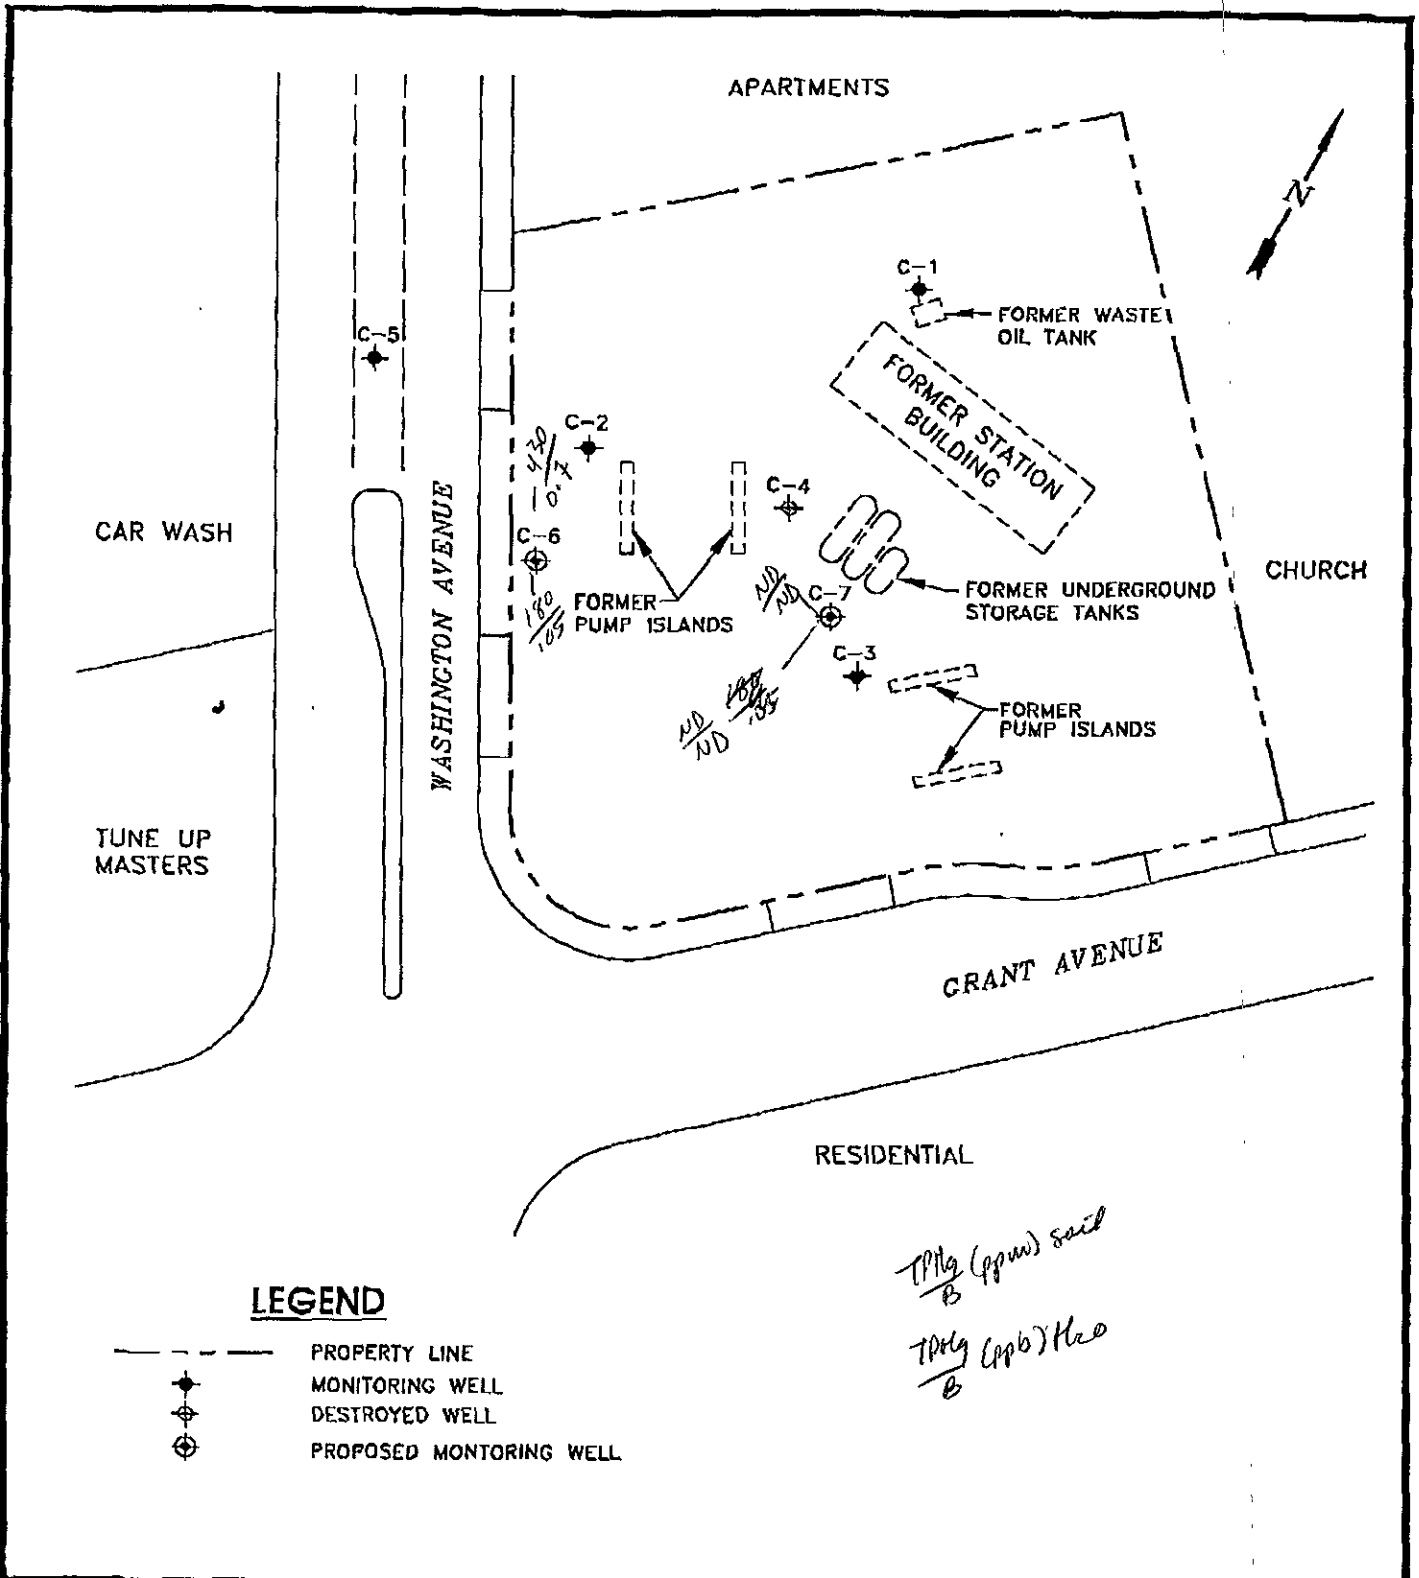 APARTMENTS
N
C-1
FORMER WASTE
OIL TANK
C-5
FORMER STATION
BUILDING
C-2
430
0.7
C-4
CAR WASH
WASHINGTON AVENUE
C-6
180
.105
FORMER
PUMP ISLANDS
ND
ND
C-7
FORMER UNDERGROUND
STORAGE TANKS
CHURCH
C-3
ND
ND
FORMER
PUMP ISLANDS
TUNE UP
MASTERS
GRANT AVENUE
RESIDENTIAL
TPHg (ppm) soil
B
TPHg (ppb) H2O
B
LEGEND
PROPERTY LINE
MONITORING WELL
DESTROYED WELL
PROPOSED MONTORING WELL